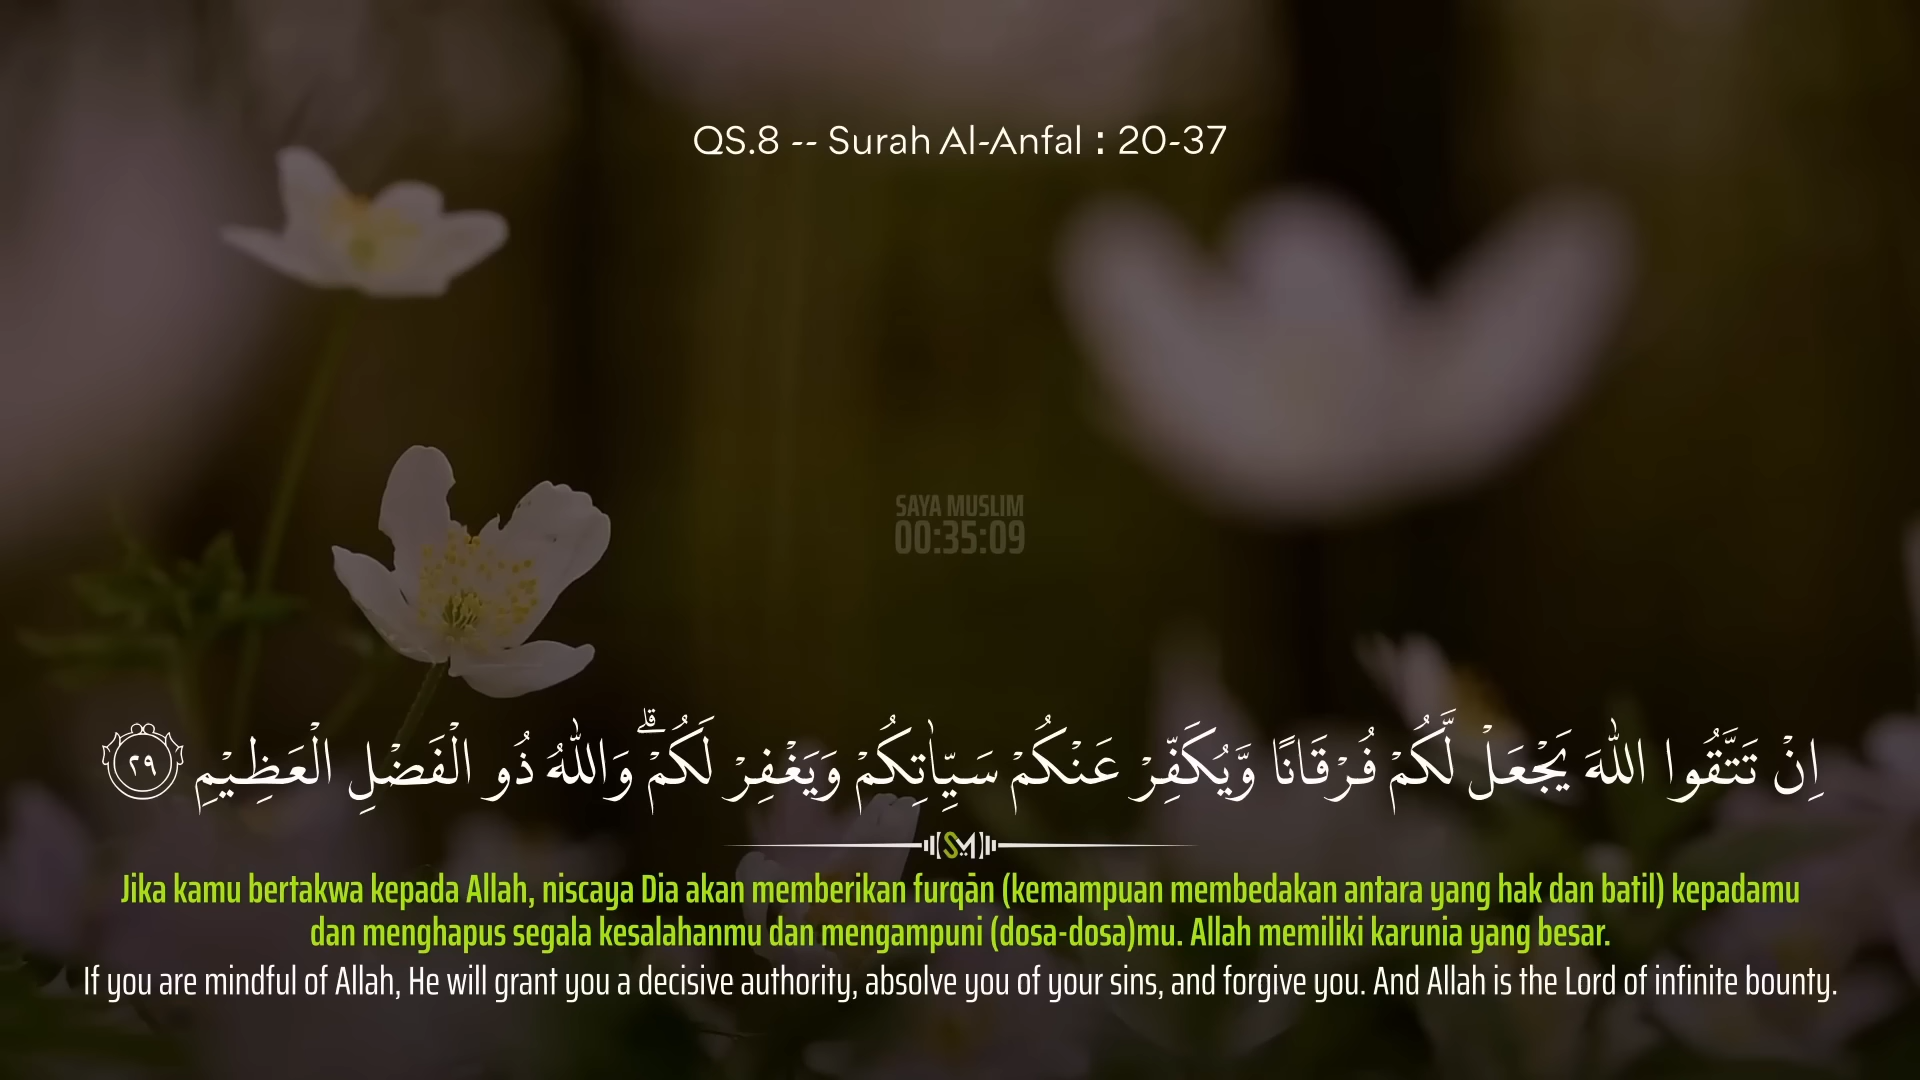 QS.8 -- Surah Al-Anfal : 20-37
SAYA MUSLIM
00:35:09
اِنْ تَتَّقُوا اللّٰهَ يَجْعَلْ لَّكُمْ فُرْقَانًا وَّيُكَفِّرْ عَنْكُمْ سَيِّاٰتِكُمْ وَيَغْفِرْ لَكُمْۗ وَاللّٰهُ ذُو الْفَضْلِ الْعَظِيْمِ ٢٩
SM
Jika kamu bertakwa kepada Allah, niscaya Dia akan memberikan furqān (kemampuan membedakan antara yang hak dan batil) kepadamu
dan menghapus segala kesalahanmu dan mengampuni (dosa-dosa)mu. Allah memiliki karunia yang besar.
If you are mindful of Allah, He will grant you a decisive authority, absolve you of your sins, and forgive you. And Allah is the Lord of infinite bounty.